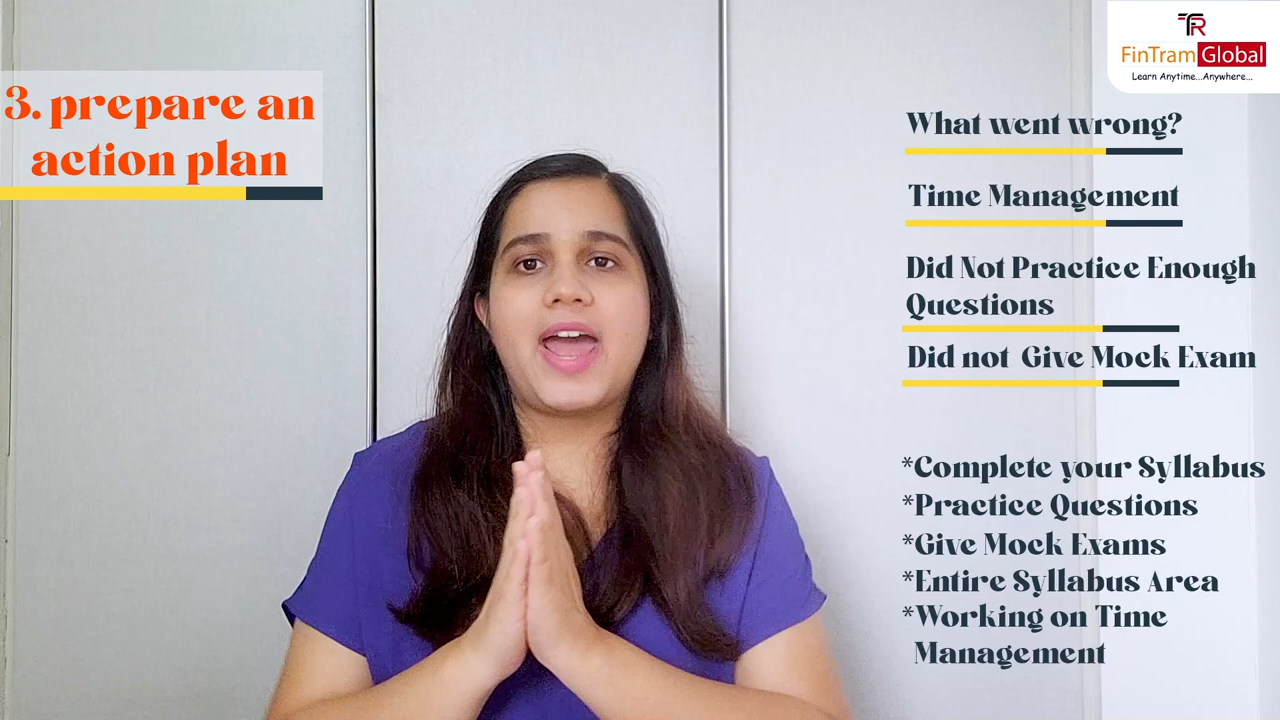 3. prepare an
action plan
FinTram Global
Learn Anytime...Anywhere...
What went wrong?
Time Management
Did Not Practice Enough
Questions
Did not Give Mock Exam
*Complete your Syllabus
*Practice Questions
*Give Mock Exams
*Entire Syllabus Area
*Working on Time
Management